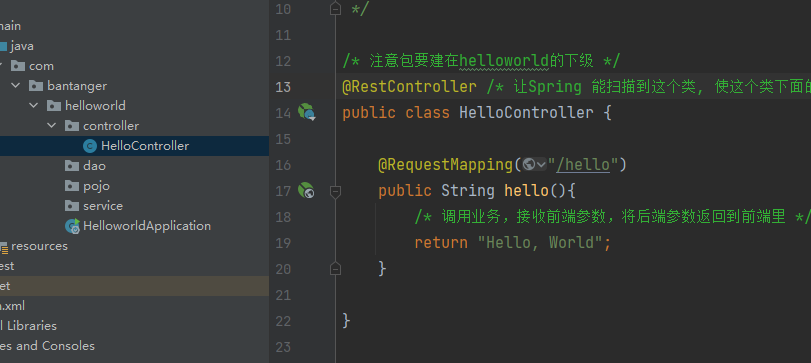 main
java
com
bantanger
helloworld
controller
HelloController
dao
pojo
service
HelloworldApplication
resources
est
et
.xml
l Libraries
es and Consoles
10 */
11
12 /* 注意包要建在helloworld的下级 */
13 @RestController /* 让Spring 能扫描到这个类, 使这个类下面的
14 public class HelloController {
15
16 @RequestMapping("/hello")
17 public String hello(){
18 /* 调用业务，接收前端参数，将后端参数返回到前端里 */
19 return "Hello, World";
20 }
21
22 }
23